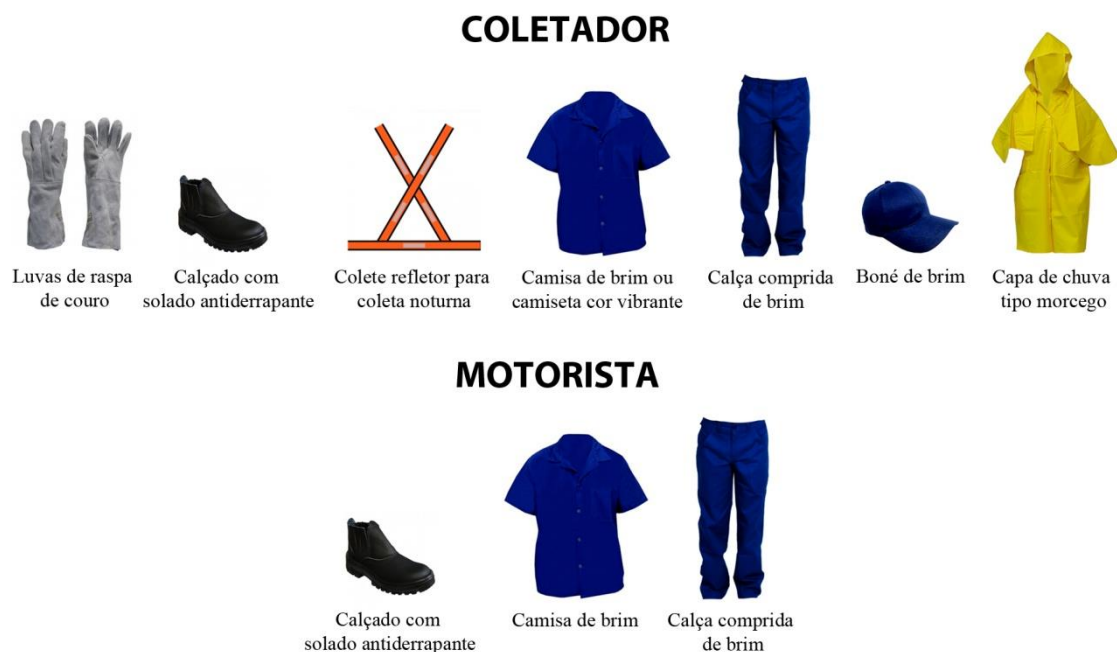 COLETADOR
Luvas de raspa
de couro
Calçado com
solado antiderrapante
Colete refletor para
coleta noturna
Camisa de brim ou
camiseta cor vibrante
Calça comprida
de brim
Boné de brim
Capa de chuva
tipo morcego
MOTORISTA
Calçado com
solado antiderrapante
Camisa de brim
Calça comprida
de brim